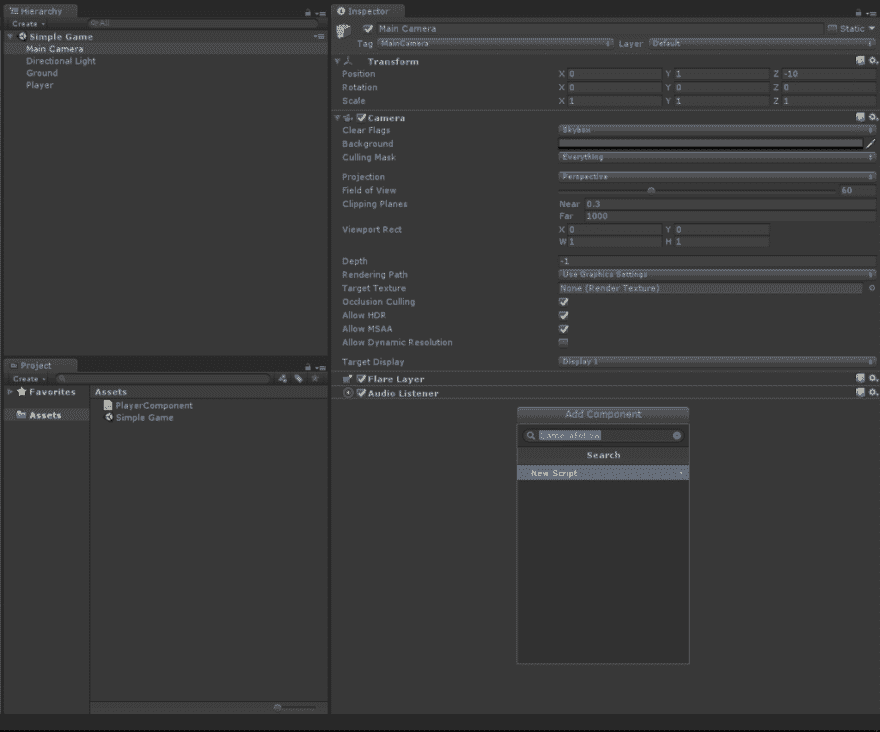 Hierarchy
Create
All
Simple Game
Main Camera
Directional Light
Ground
Player
Project
Create
Favorites
Assets
Assets
PlayerComponent
Simple Game
Inspector
Main Camera
Static
Tag MainCamera Layer Default
Transform
Position X 0 Y 1 Z -10
Rotation X 0 Y 0 Z 0
Scale X 1 Y 1 Z 1
Camera
Clear Flags Skybox
Background
Culling Mask Everything
Projection Perspective
Field of View 60
Clipping Planes Near 0.3
Far 1000
Viewport Rect X 0 Y 0
W 1 H 1
Depth -1
Rendering Path Use Graphics Settings
Target Texture None (Render Texture)
Occlusion Culling
Allow HDR
Allow MSAA
Allow Dynamic Resolution
Target Display Display 1
Flare Layer
Audio Listener
Add Component
Search
New Script